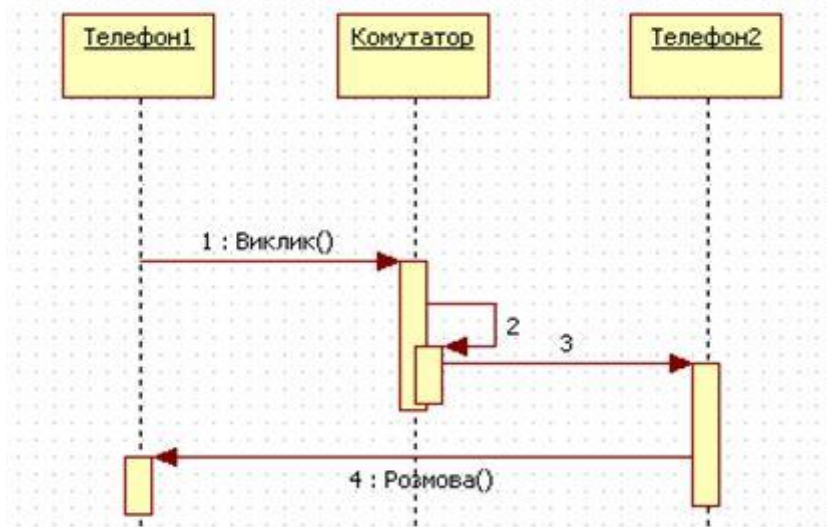 Телефон1
Комутатор
Телефон2
1 : Виклик()
2
3
4 : Розмова()